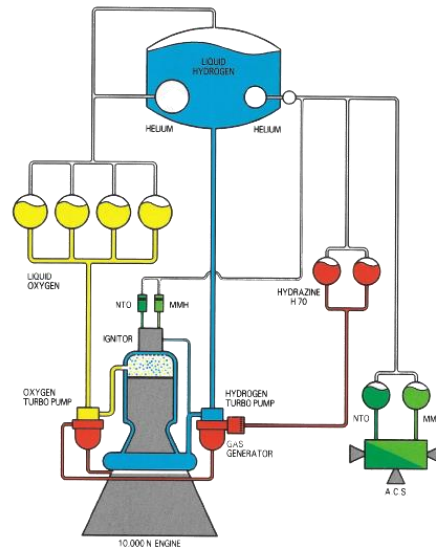 LIQUID
HYDROGEN
HELIUM
HELIUM
LIQUID
OXYGEN
NTO
MMH
HYDRAZINE
H 70
IGNITOR
OXYGEN
TURBO PUMP
HYDROGEN
TURBO PUMP
GAS
GENERATOR
NTO
MM
A C S
10.000 N ENGINE